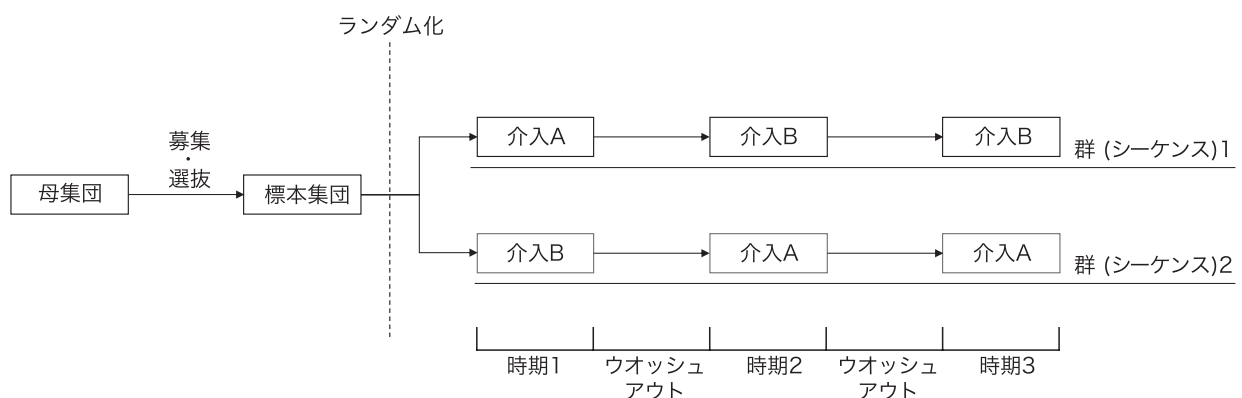 ランダム化
募集
・
選抜
母集団
標本集団
介入A
介入B
介入B
群 (シーケンス)1
介入B
介入A
介入A
群 (シーケンス)2
時期1
ウオッシュ
アウト
時期2
ウオッシュ
アウト
時期3